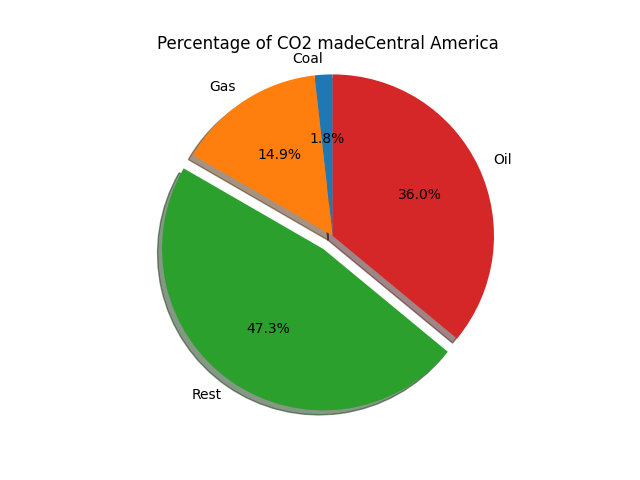 Percentage of CO2 madeCentral America
Coal
Gas
1.8%
14.9%
Oil
36.0%
47.3%
Rest